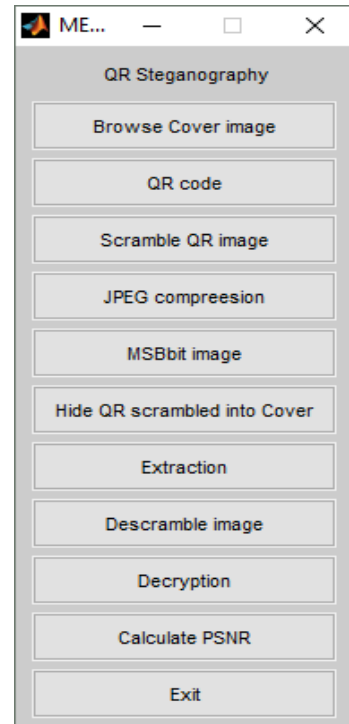 ME...
QR Steganography
Browse Cover image
QR code
Scramble QR image
JPEG compreesion
MSBbit image
Hide QR scrambled into Cover
Extraction
Descramble image
Decryption
Calculate PSNR
Exit